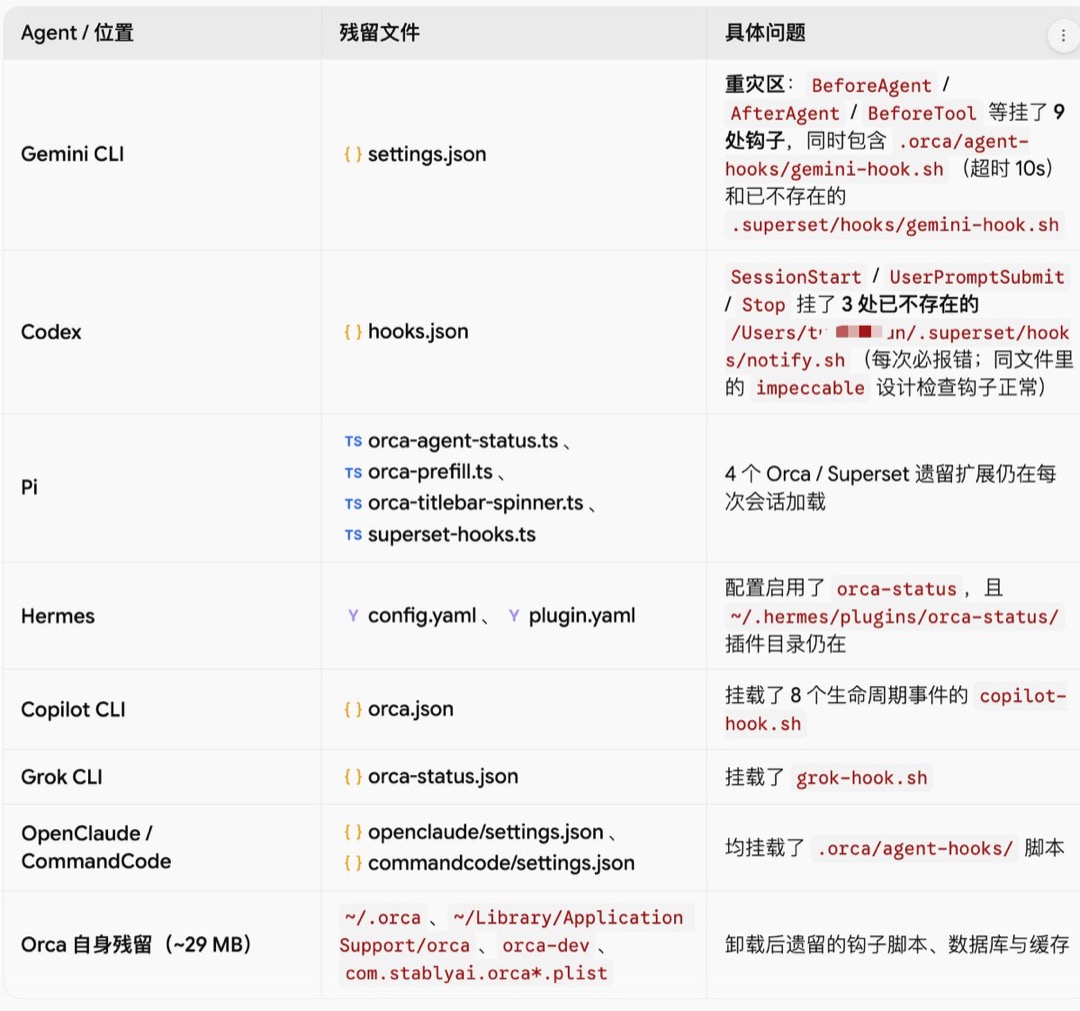 Agent / 位置
残留文件
具体问题
Gemini CLI
{ } settings.json
重灾区： BeforeAgent /
AfterAgent / BeforeTool 等挂了 9
处钩子，同时包含 .orca/agent-
hooks/gemini-hook.sh （超时 10s）
和已不存在的
.superset/hooks/gemini-hook.sh
Codex
{ } hooks.json
SessionStart / UserPromptSubmit
/ Stop 挂了 3 处已不存在的
/Users/t un/.superset/hook
s/notify.sh （每次必报错；同文件里
的 impeccable 设计检查钩子正常）
Pi
TS orca-agent-status.ts 、
TS orca-prefill.ts 、
TS orca-titlebar-spinner.ts 、
TS superset-hooks.ts
4 个 Orca / Superset 遗留扩展仍在每
次会话加载
Hermes
Y config.yaml 、 Y plugin.yaml
配置启用了 orca-status ，且
~/.hermes/plugins/orca-status/
插件目录仍在
Copilot CLI
{ } orca.json
挂载了 8 个生命周期事件的 copilot-
hook.sh
Grok CLI
{ } orca-status.json
挂载了 grok-hook.sh
OpenClaude /
CommandCode
{ } openclaude/settings.json 、
{ } commandcode/settings.json
均挂载了 .orca/agent-hooks/ 脚本
Orca 自身残留（~29 MB）
~/.orca 、 ~/Library/Application
Support/orca 、 orca-dev 、
com.stablyai.orca*.plist
卸载后遗留的钩子脚本、数据库与缓存